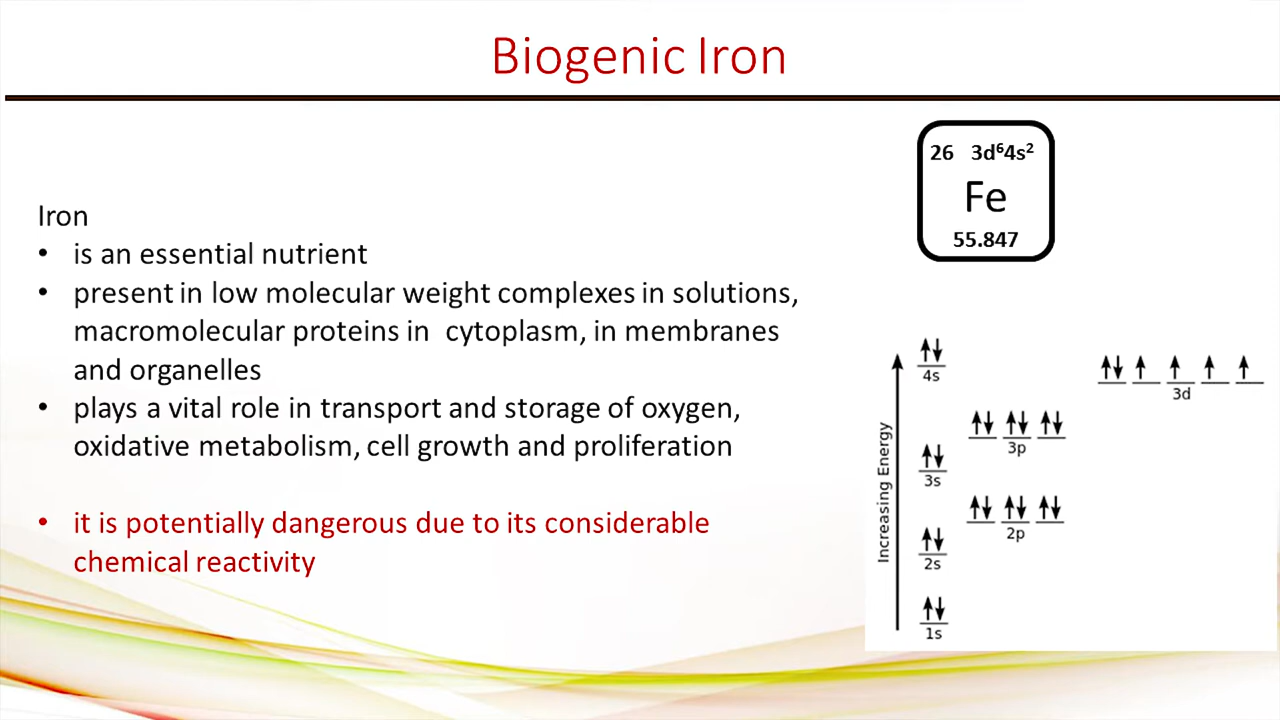 Biogenic Iron
26 3d⁶4s²
Fe
55.847
Iron
• is an essential nutrient
• present in low molecular weight complexes in solutions,
macromolecular proteins in cytoplasm, in membranes
and organelles
• plays a vital role in transport and storage of oxygen,
oxidative metabolism, cell growth and proliferation
• it is potentially dangerous due to its considerable
chemical reactivity
Increasing Energy
4s
3d
3p
3s
2p
2s
1s